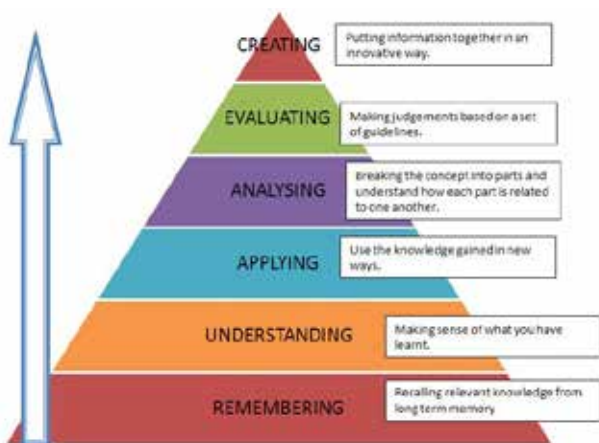 CREATING
Putting information together in an
innovative way.
EVALUATING
Making judgements based on a set
of guidelines.
ANALYSING
Breaking the concept into parts and
understand how each part is related
to one another.
APPLYING
Use the knowledge gained in new
ways.
UNDERSTANDING
Making sense of what you have
learnt.
REMEMBERING
Recalling relevant knowledge from
long term memory